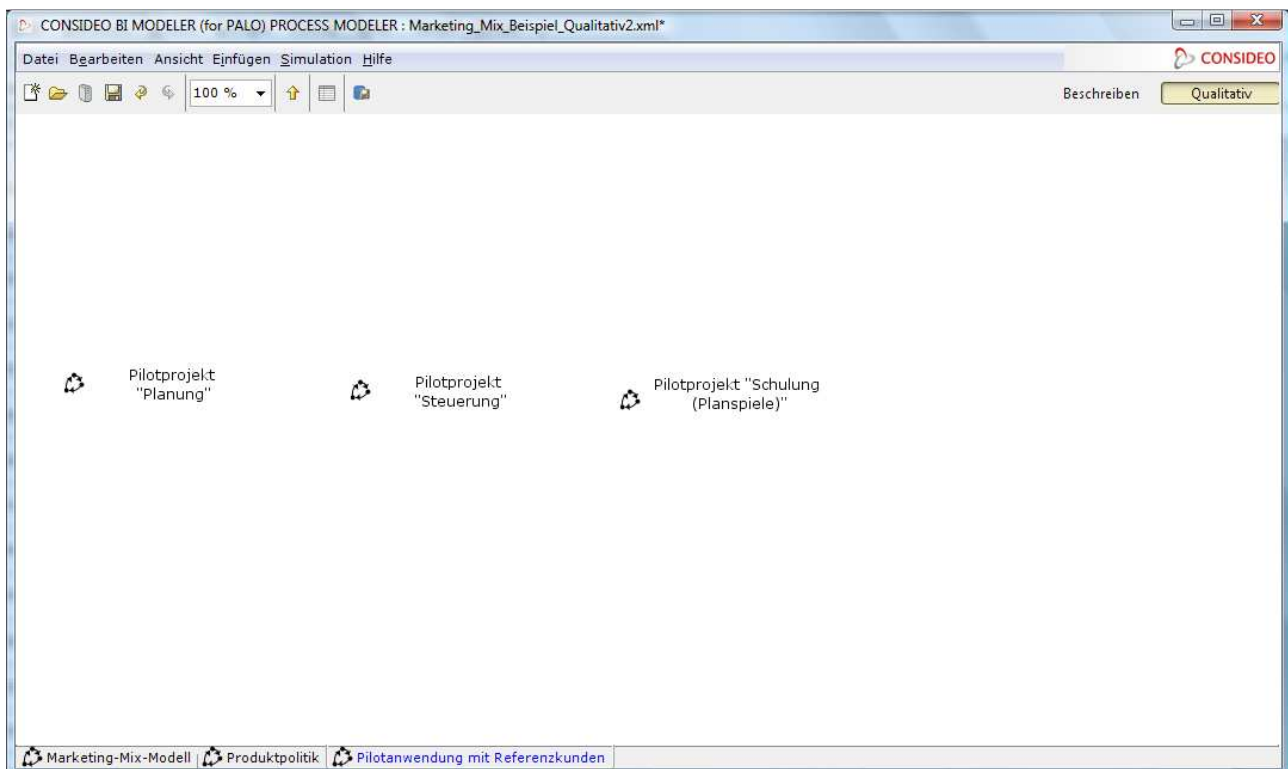 CONSIDEO BI MODELER (for PALO) PROCESS MODELER : Marketing_Mix_Beispiel_Qualitativ2.xml*
Datei Bearbeiten Ansicht Einfügen Simulation Hilfe
CONSIDEO
100 %
Beschreiben
Qualitativ
Pilotprojekt
"Planung"
Pilotprojekt
"Steuerung"
Pilotprojekt "Schulung
(Planspiele)"
Marketing-Mix-Modell
Produktpolitik
Pilotanwendung mit Referenzkunden